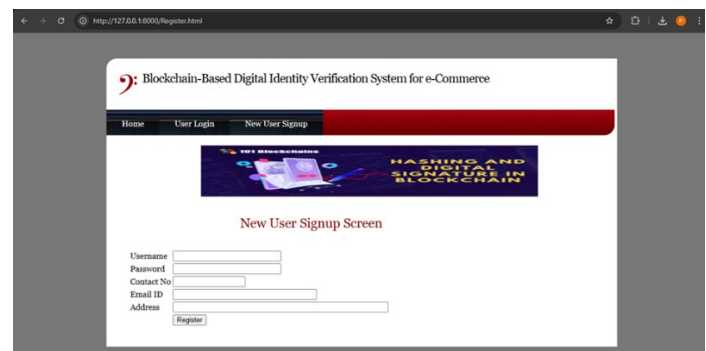 http://127.0.0.1:8000/Register.html
Blockchain-Based Digital Identity Verification System for e-Commerce
Home User Login New User Signup
101 Blockchains
HASHING AND
DIGITAL
SIGNATURE IN
BLOCKCHAIN
New User Signup Screen
Username
Password
Contact No
Email ID
Address
Register